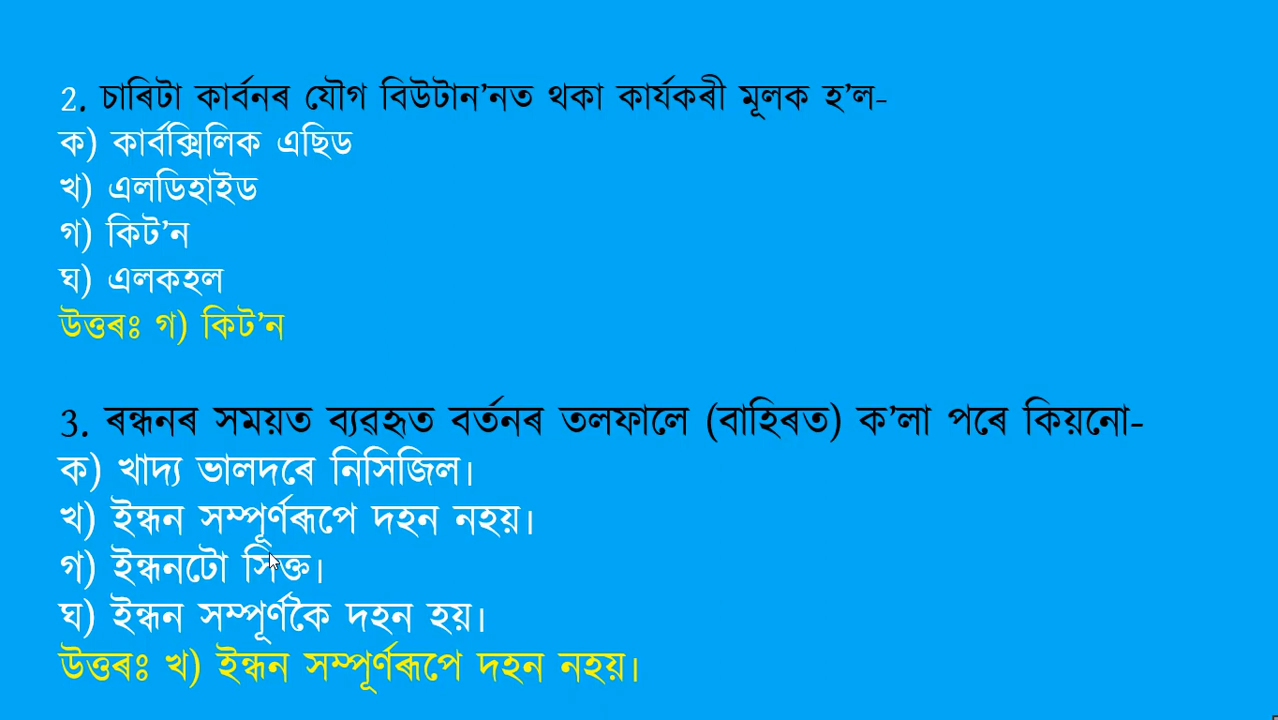 2. চাৰিটা কাৰ্বনৰ যৌগ বিউটান’নত থকা কাৰ্যকৰী মূলক হ’ল-
ক) কাৰ্বক্সিলিক এছিড
খ) এলডিহাইড
গ) কিট’ন
ঘ) এলকহল
উত্তৰঃ গ) কিট’ন
3. ৰন্ধনৰ সময়ত ব্যৱহৃত বৰ্তনৰ তলফালে (বাহিৰত) ক’লা পৰে কিয়নো-
ক) খাদ্য ভালদৰে নিসিজিল।
খ) ইন্ধন সম্পূৰ্ণৰূপে দহন নহয়।
গ) ইন্ধনটো সিক্ত।
ঘ) ইন্ধন সম্পূৰ্ণকৈ দহন হয়।
উত্তৰঃ খ) ইন্ধন সম্পূৰ্ণৰূপে দহন নহয়।